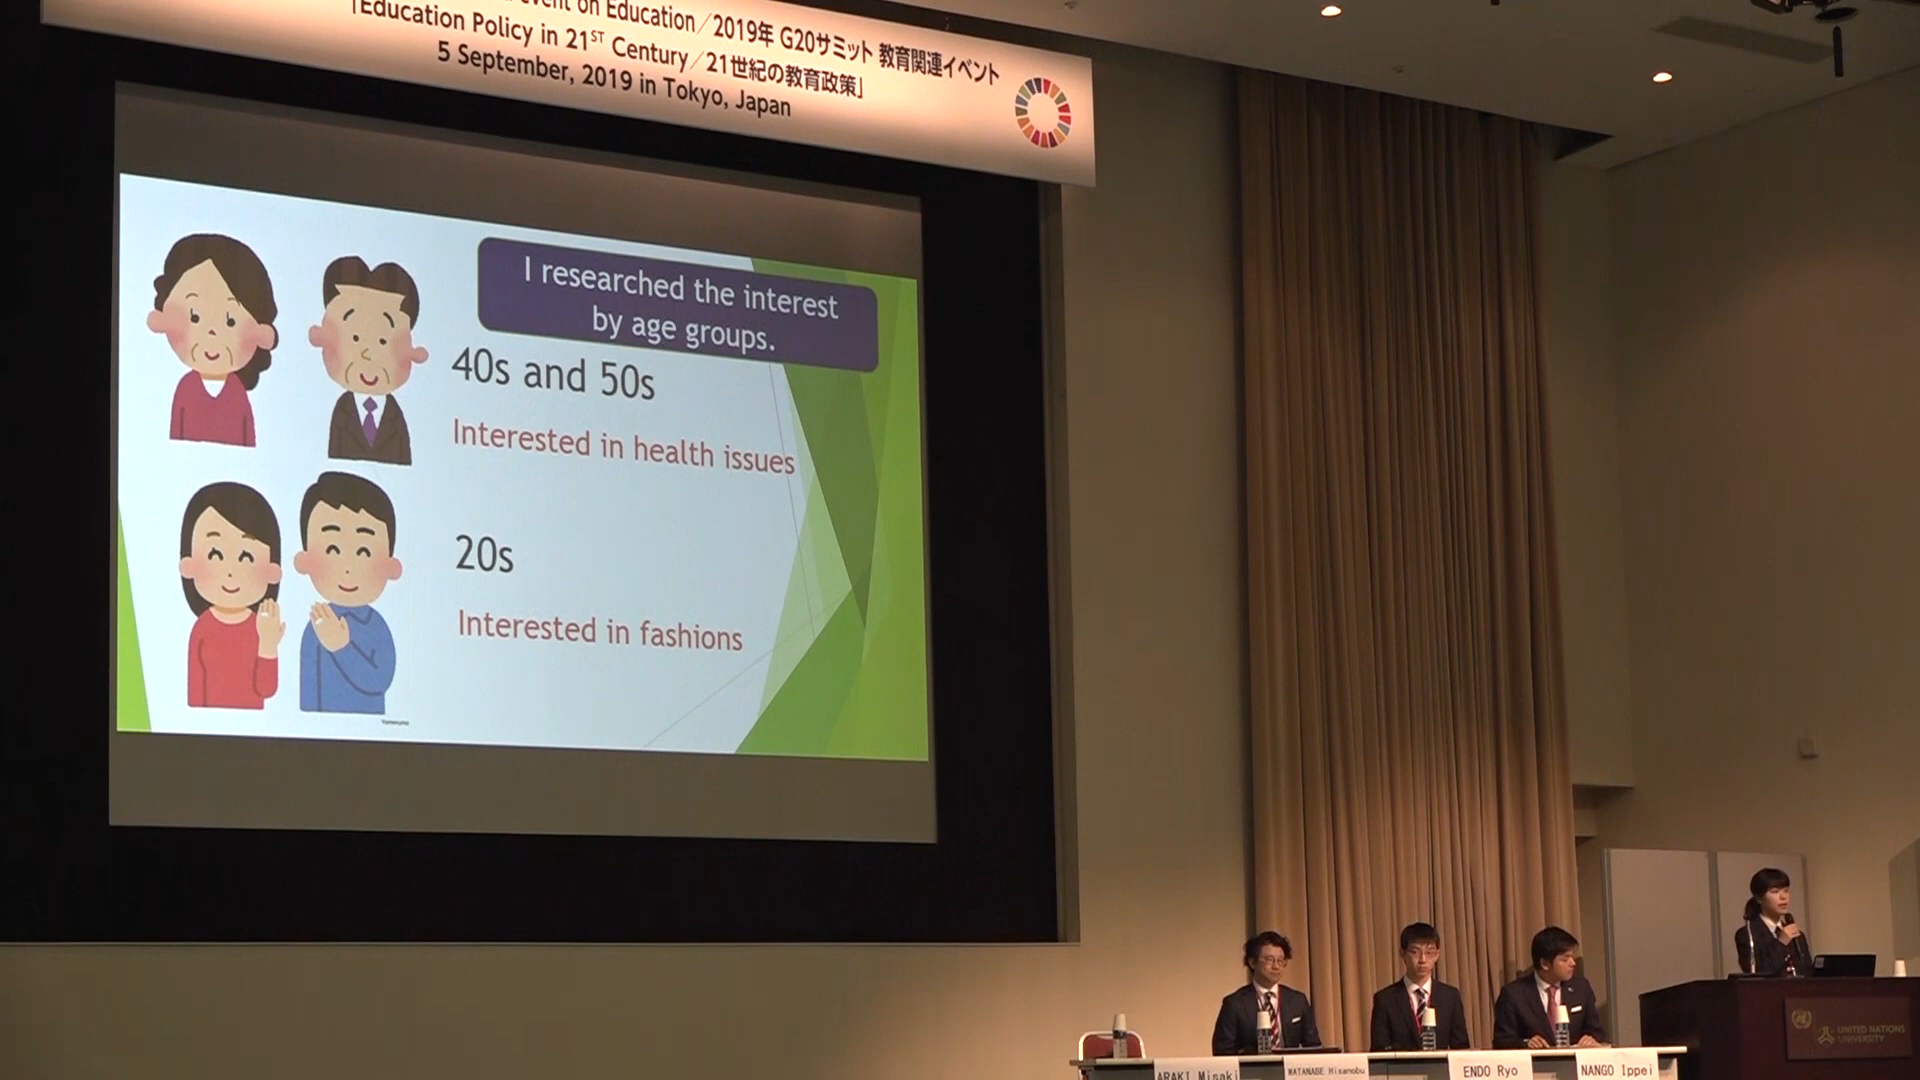 Event on Education／2019年 G20サミット 教育関連イベント
「Education Policy in 21ST Century／21世紀の教育政策」
5 September, 2019 in Tokyo, Japan
I researched the interest
by age groups.
40s and 50s
Interested in health issues
20s
Interested in fashions
ARAKI Misaki
WATANABE Hisanobu
ENDO Ryo
NANGO Ippei
UNITED NATIONS
UNIVERSITY